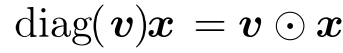 diag(𝒗)𝒙 = 𝒗 ⊙ 𝒙